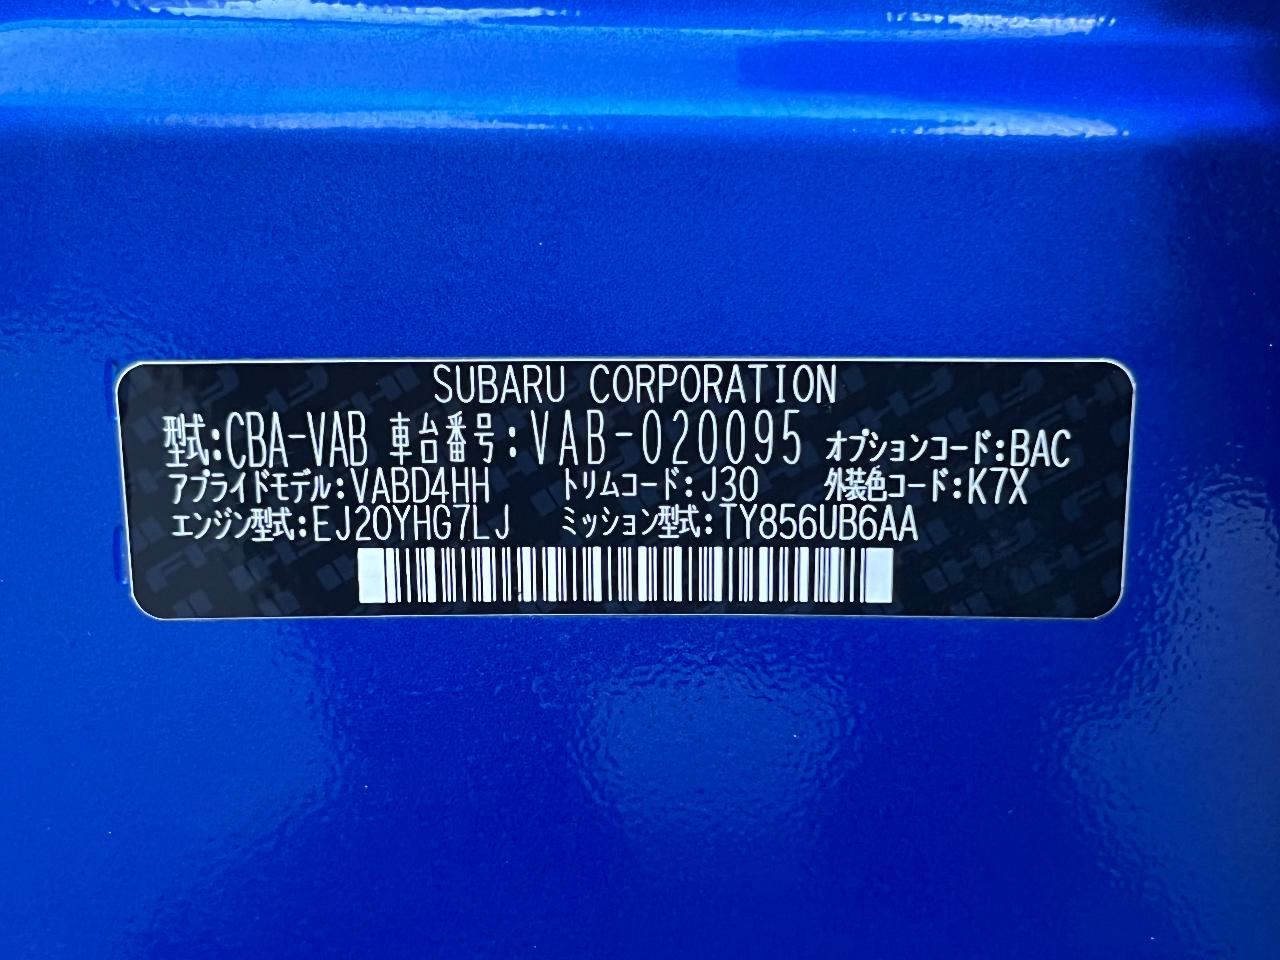 SUBARU CORPORATION
型式:CBA-VAB 車台番号:VAB-020095 オプションコード:BAC
アプライドモデル:VABD4HH トリムコード:J30 外装色コード:K7X
エンジン型式:EJ20YHG7LJ ミッション型式:TY856UB6AA